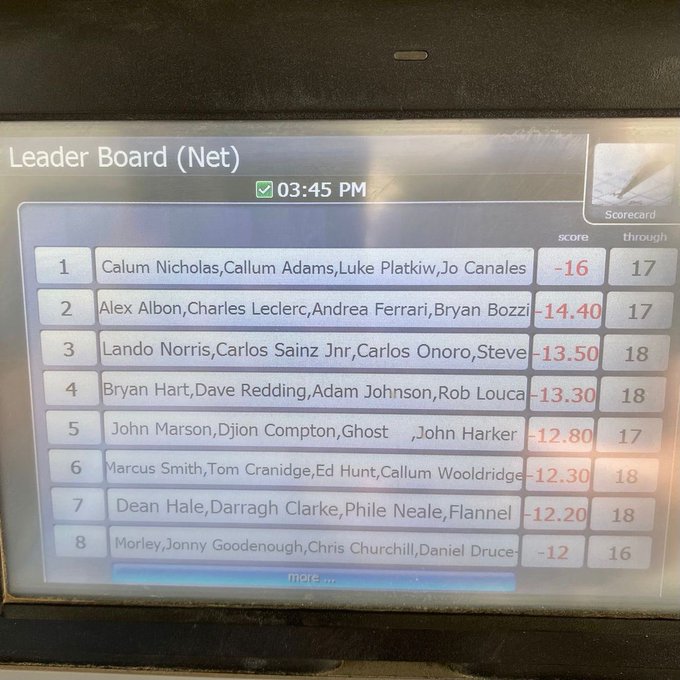 Leader Board (Net)
03:45 PM
Scorecard
score through
1 Calum Nicholas,Callum Adams,Luke Platkiw,Jo Canales -16 17
2 Alex Albon,Charles Leclerc,Andrea Ferrari,Bryan Bozzi -14.40 17
3 Lando Norris,Carlos Sainz Jnr,Carlos Onoro,Steve -13.50 18
4 Bryan Hart,Dave Redding,Adam Johnson,Rob Louca -13.30 18
5 John Marson,Djion Compton,Ghost ,John Harker -12.80 17
6 Marcus Smith,Tom Cranidge,Ed Hunt,Callum Wooldridge -12.30 18
7 Dean Hale,Darragh Clarke,Phile Neale,Flannel -12.20 18
8 Morley,Jonny Goodenough,Chris Churchill,Daniel Druce- -12 16
more ...